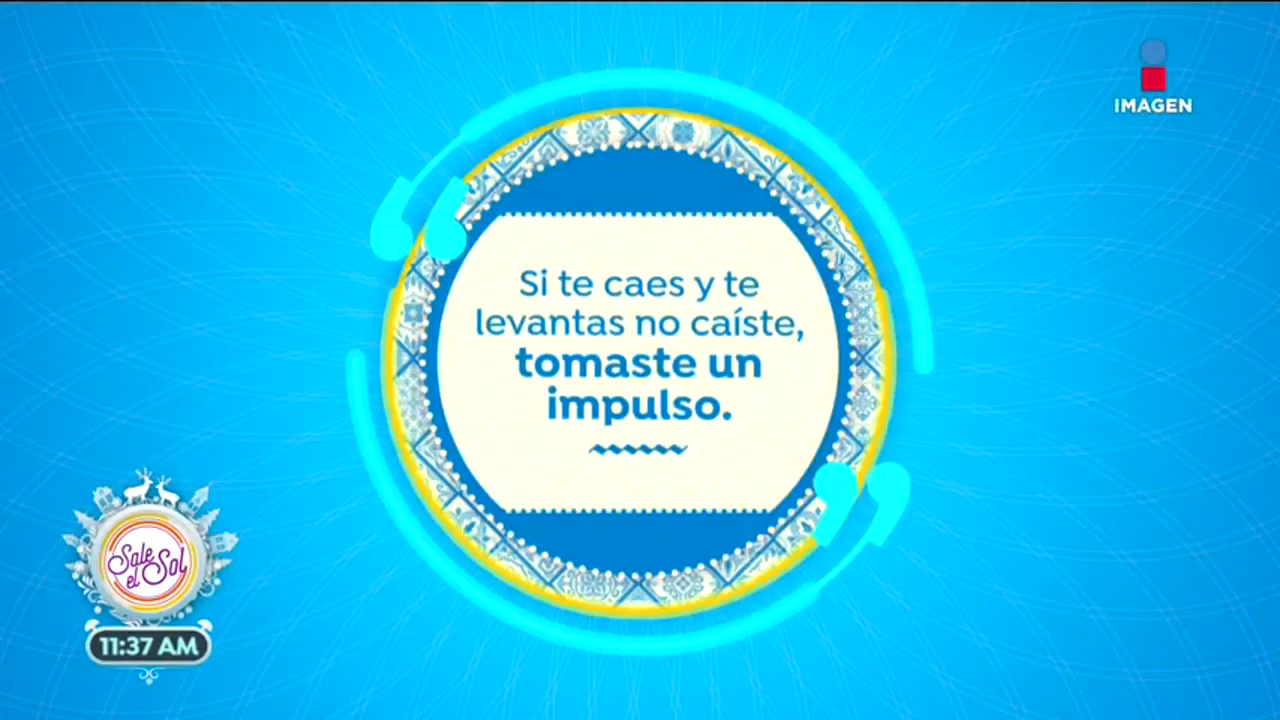 IMAGEN
Si te caes y te
levantas no caíste,
tomaste un
impulso.
Sale
el Sol
11:37 AM